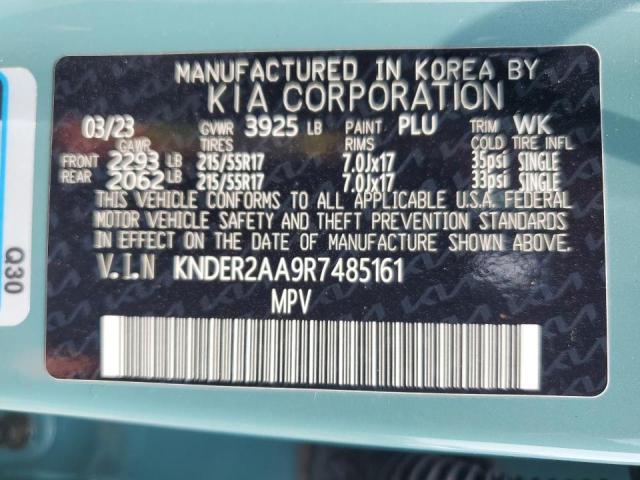 MANUFACTURED IN KOREA BY
KIA CORPORATION
03/23 GVWR 3925 LB PAINT PLU TRIM WK
GAWR TIRES RIMS COLD TIRE INFL
FRONT 2293 LB 215/55R17 7.0Jx17 35psi SINGLE
REAR 2062 LB 215/55R17 7.0Jx17 33psi SINGLE
THIS VEHICLE CONFORMS TO ALL APPLICABLE U.S.A. FEDERAL
MOTOR VEHICLE SAFETY AND THEFT PREVENTION STANDARDS
IN EFFECT ON THE DATE OF MANUFACTURE SHOWN ABOVE.
V.I.N KNDER2AA9R7485161
MPV
Q30